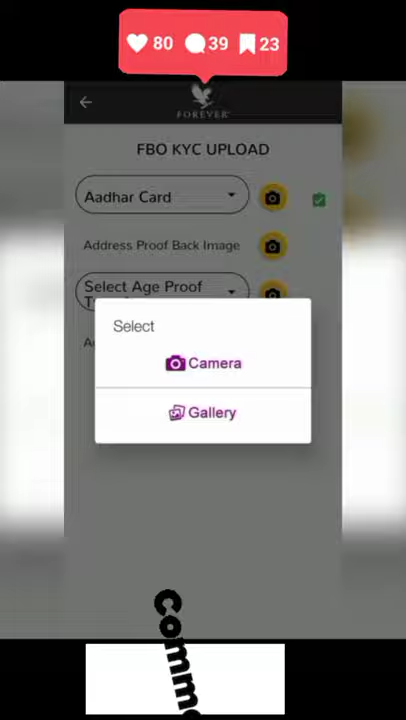 80 39 23
FOREVER
FBO KYC UPLOAD
Aadhar Card
Address Proof Back Image
Select Age Proof
Select
Camera
Gallery
Comm